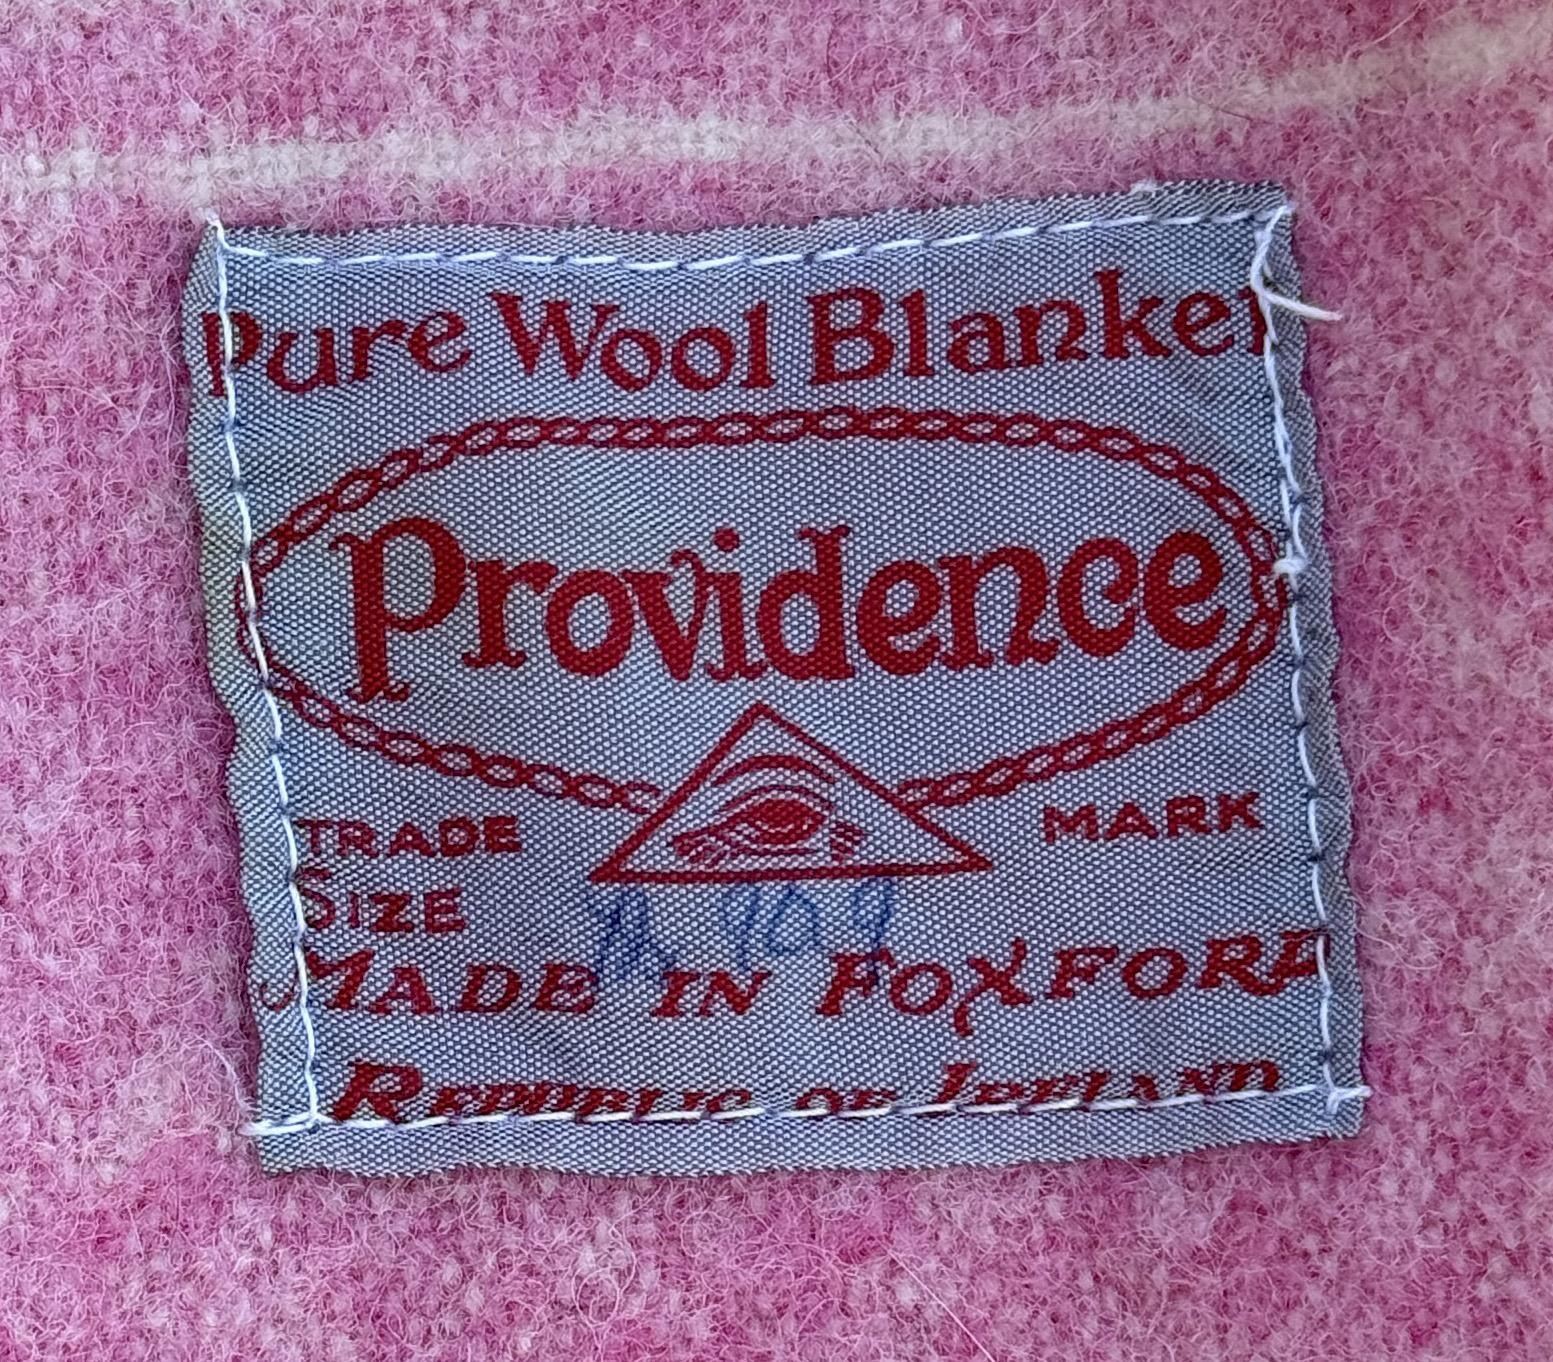 Pure Wool Blanket
Providence
TRADE MARK
SIZE
MADE IN FOXFORD
REPUBLIC OF IRELAND